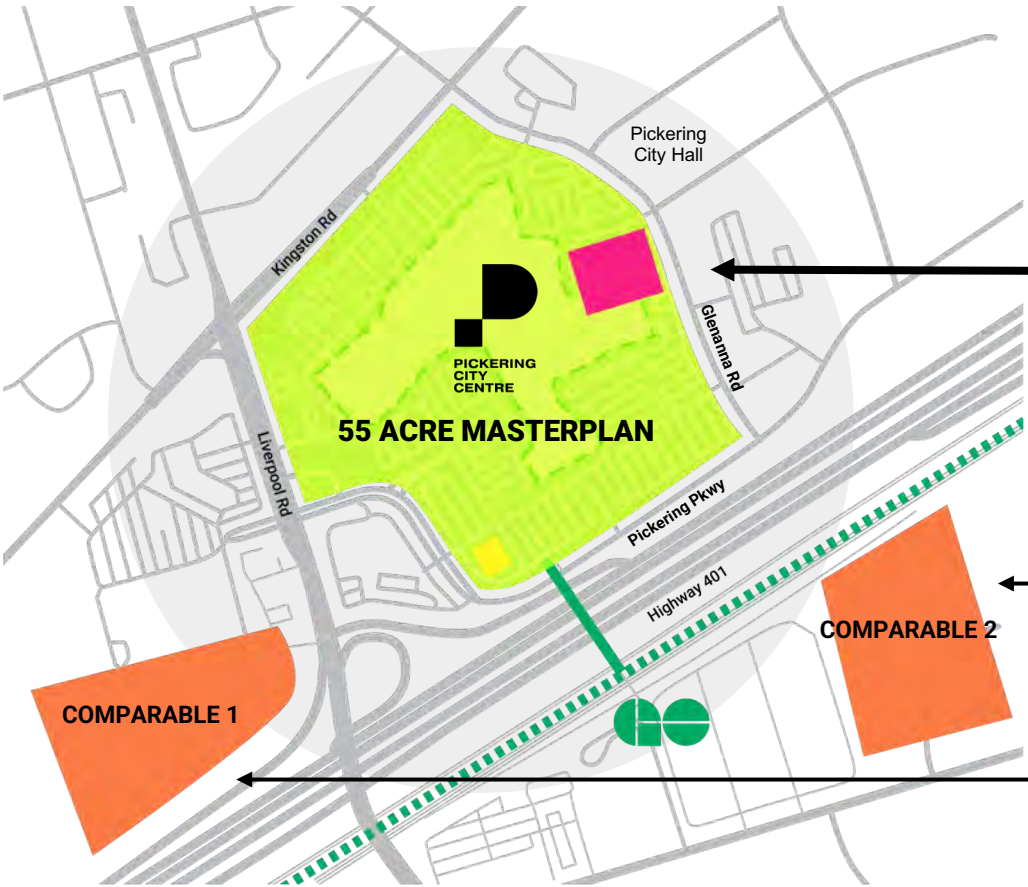 Pickering
City Hall
Kingston Rd
PICKERING
CITY
CENTRE
Glenanna Rd
55 ACRE MASTERPLAN
Liverpool Rd
Pickering Pkwy
Highway 401
COMPARABLE 2
COMPARABLE 1
GO